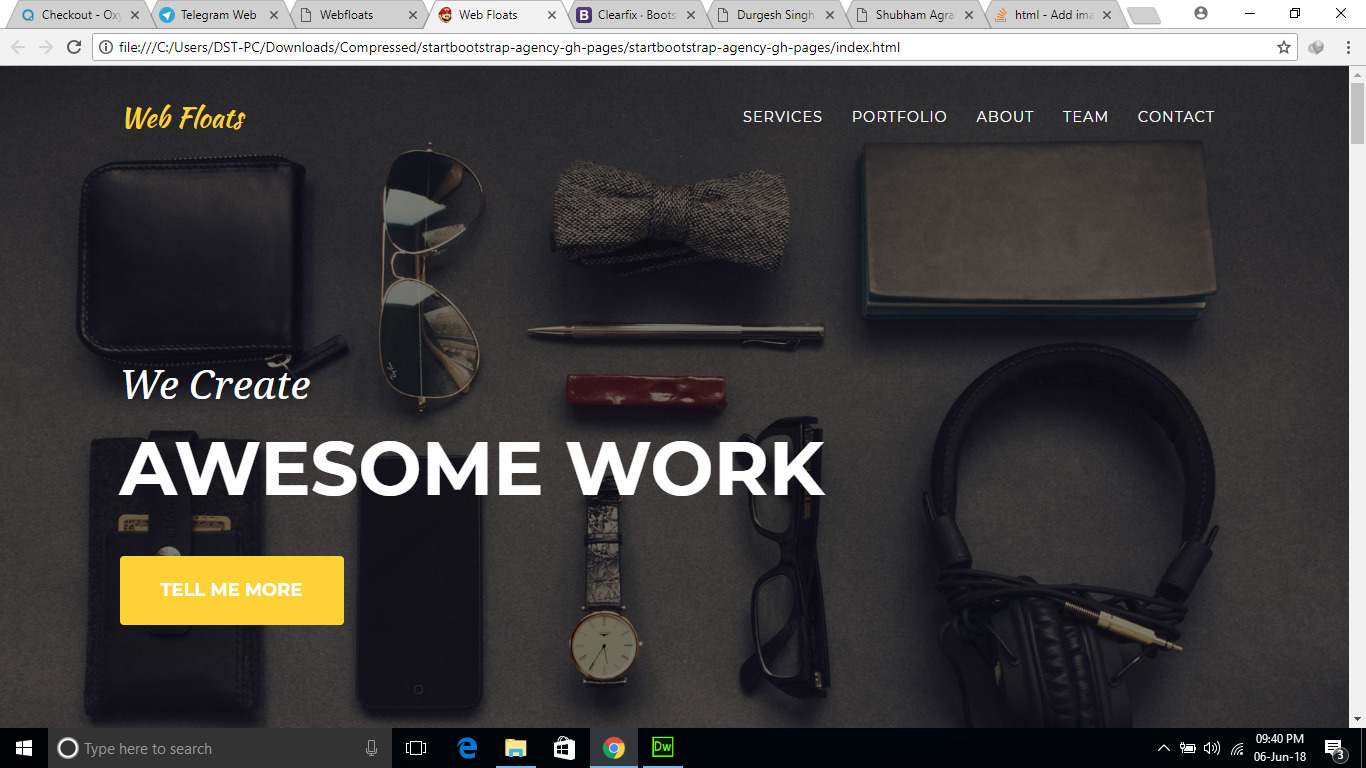 Checkout - Oxy
Telegram Web
Webfloats
Web Floats
Clearfix · Boots
Durgesh Singh
Shubham Agra
html - Add ima
file:///C:/Users/DST-PC/Downloads/Compressed/startbootstrap-agency-gh-pages/startbootstrap-agency-gh-pages/index.html
Web Floats
SERVICES PORTFOLIO ABOUT TEAM CONTACT
We Create
AWESOME WORK
TELL ME MORE
Type here to search
Dw
09:40 PM
06-Jun-18
3